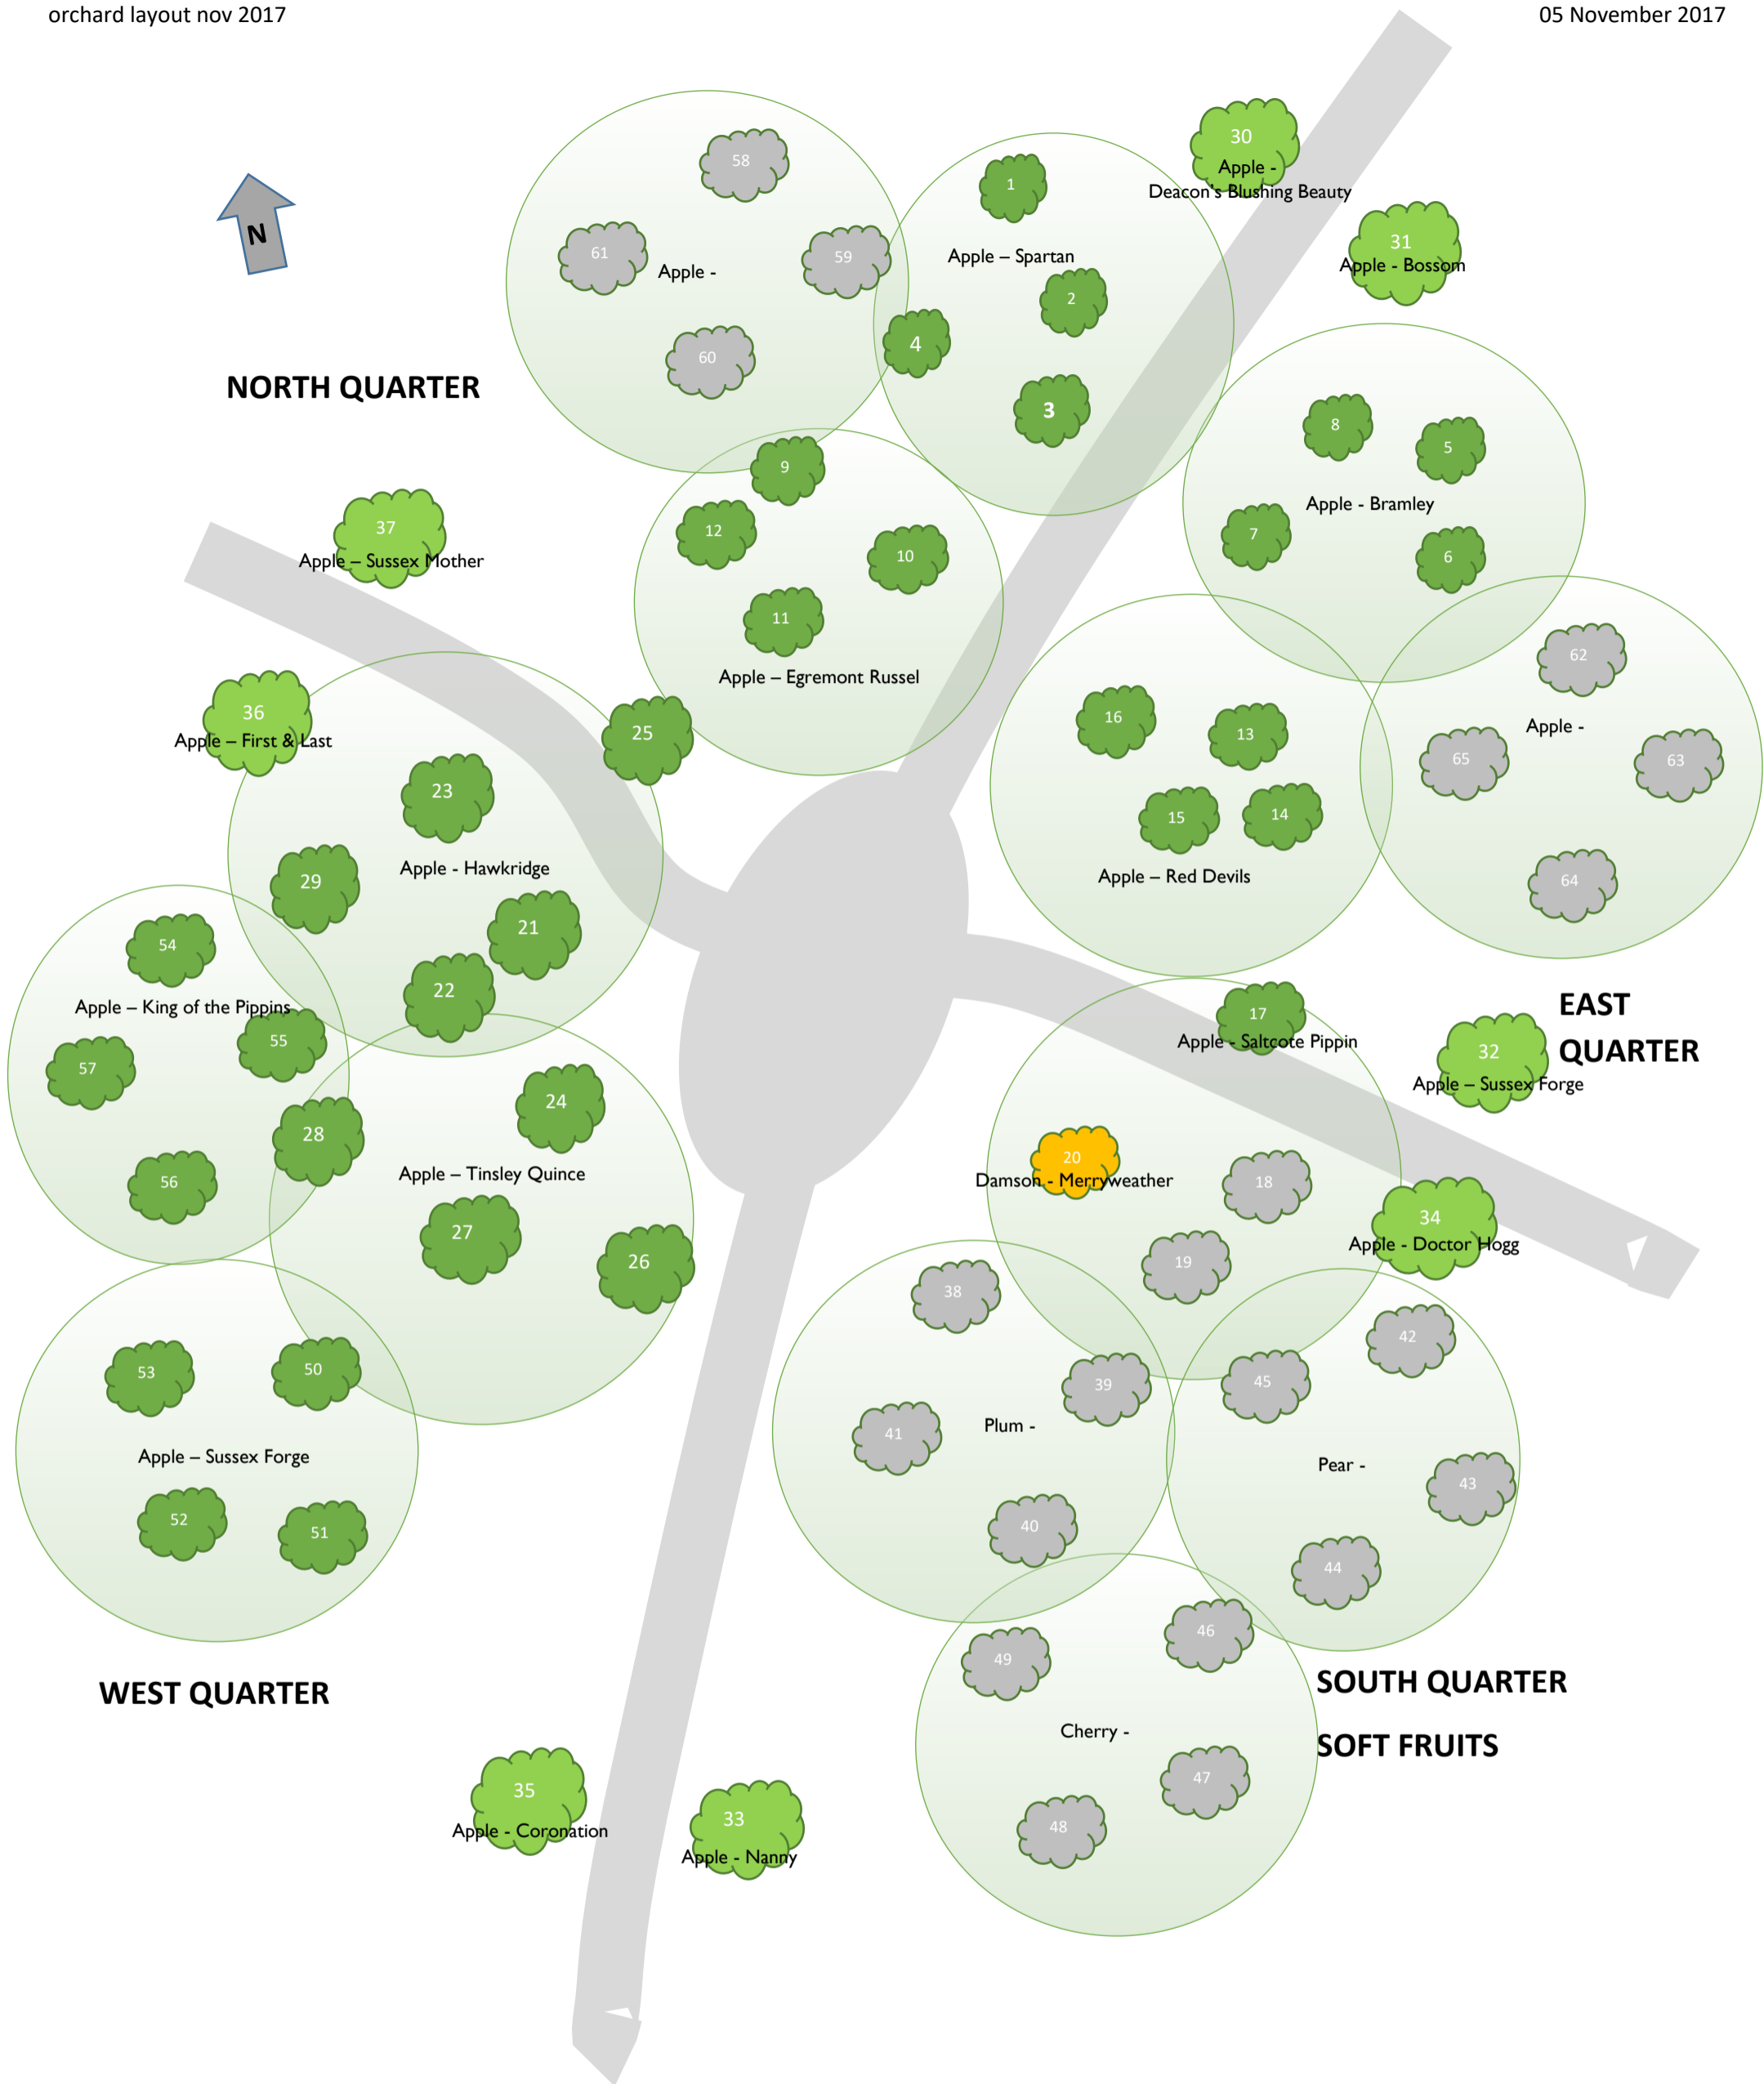 orchard layout nov 2017
05 November 2017
N
NORTH QUARTER
58
61
59
Apple -
60
1
Apple – Spartan
2
4
3
30
Apple -
Deacon's Blushing Beauty
31
Apple - Bossom
8
5
Apple - Bramley
7
6
9
12
10
11
Apple – Egremont Russel
37
Apple – Sussex Mother
36
Apple – First & Last
25
23
Apple - Hawkridge
29
21
22
16
13
15
14
Apple – Red Devils
62
Apple -
65
63
64
EAST
QUARTER
54
Apple – King of the Pippins
55
57
56
28
24
Apple – Tinsley Quince
27
26
17
Apple - Saltcote Pippin
32
Apple – Sussex Forge
20
Damson - Merryweather
18
19
34
Apple - Doctor Hogg
38
39
41
Plum -
40
42
45
Pear -
43
44
53
50
Apple – Sussex Forge
52
51
WEST QUARTER
46
49
Cherry -
47
48
SOUTH QUARTER
SOFT FRUITS
35
Apple - Coronation
33
Apple - Nanny